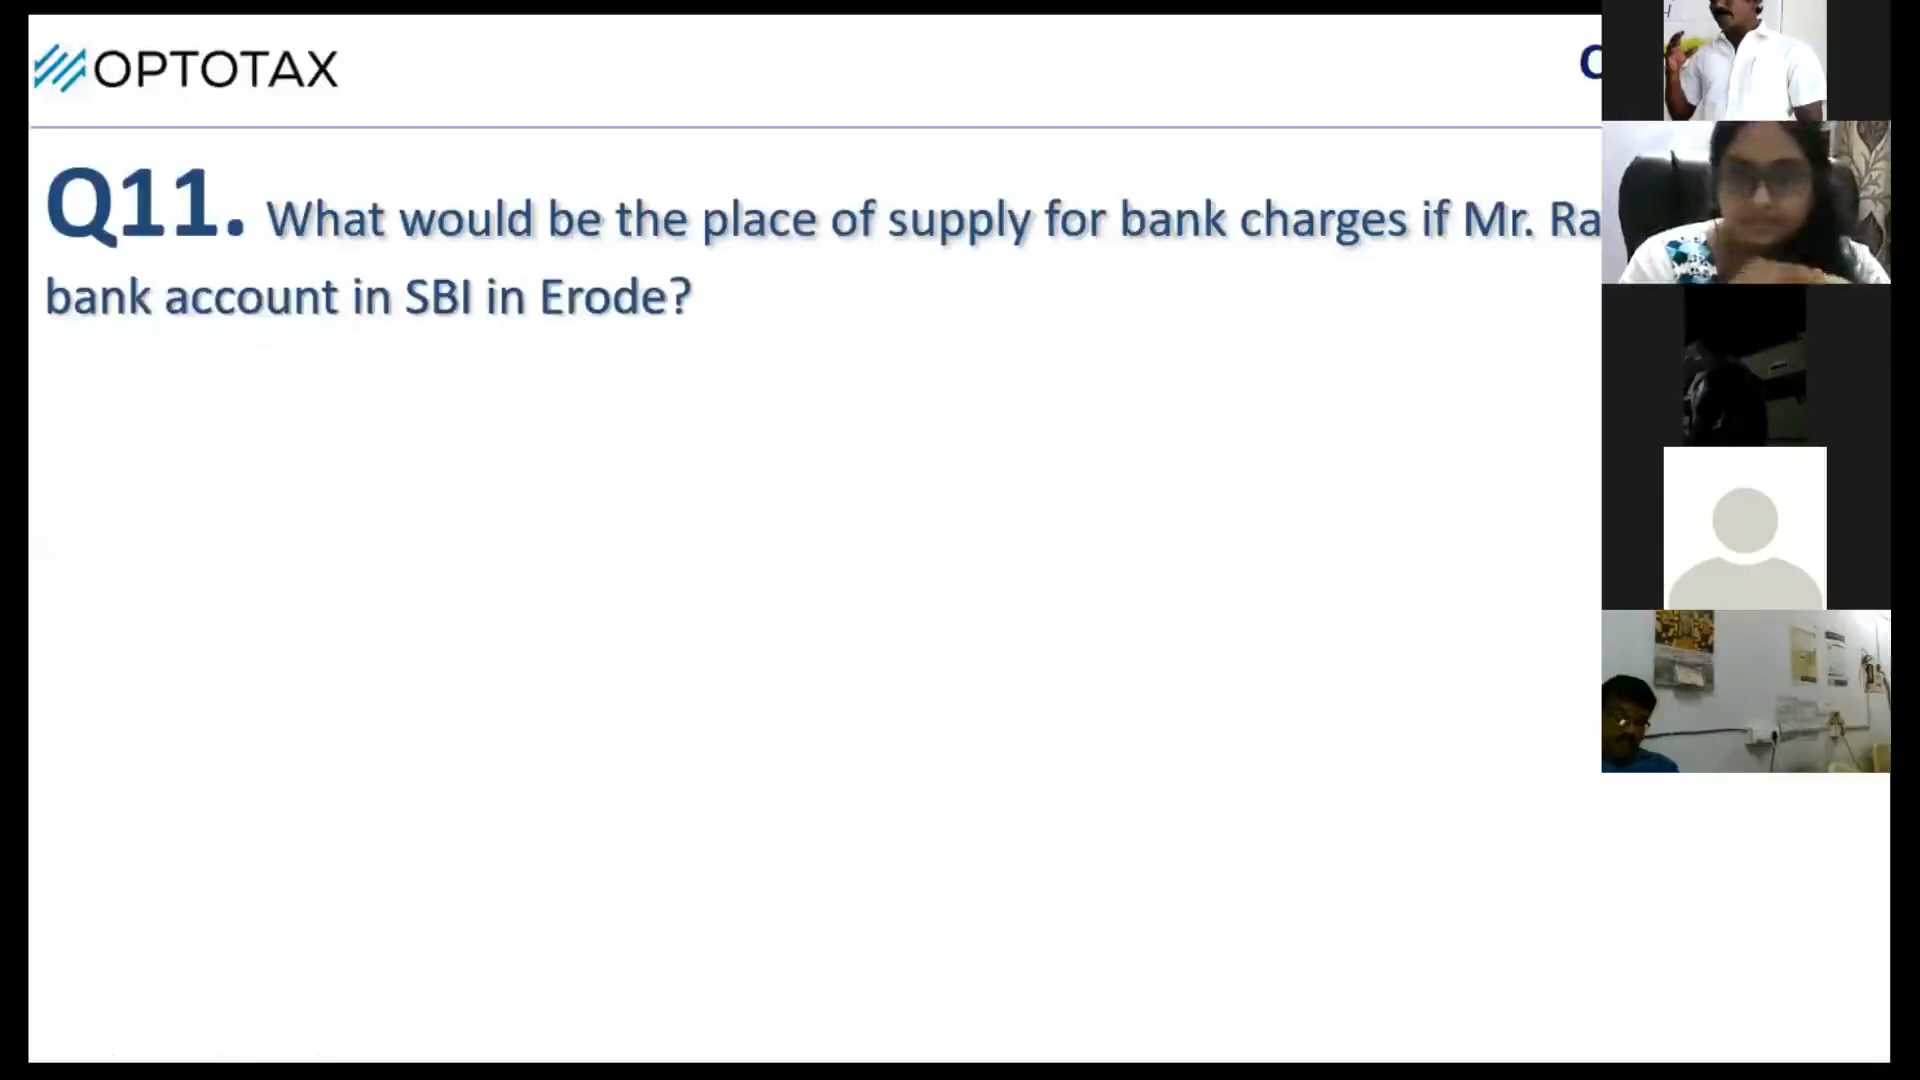 OPTOTAX
Q11. What would be the place of supply for bank charges if Mr. Ra
bank account in SBI in Erode?